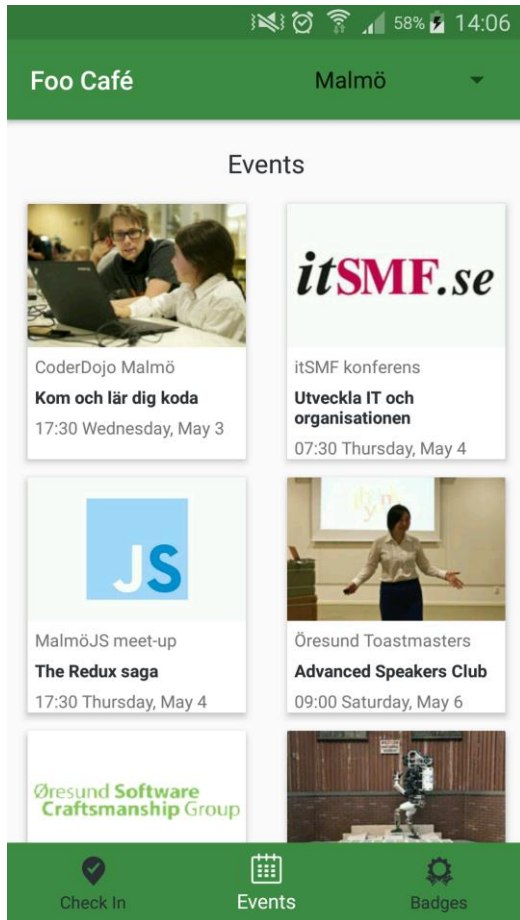 58% 14:06
Foo Café Malmö
Events
CoderDojo Malmö
Kom och lär dig koda
17:30 Wednesday, May 3
itSMF.se
itSMF konferens
Utveckla IT och
organisationen
07:30 Thursday, May 4
JS
MalmöJS meet-up
The Redux saga
17:30 Thursday, May 4
Öresund Toastmasters
Advanced Speakers Club
09:00 Saturday, May 6
Øresund Software
Craftsmanship Group
Check In
Events
Badges